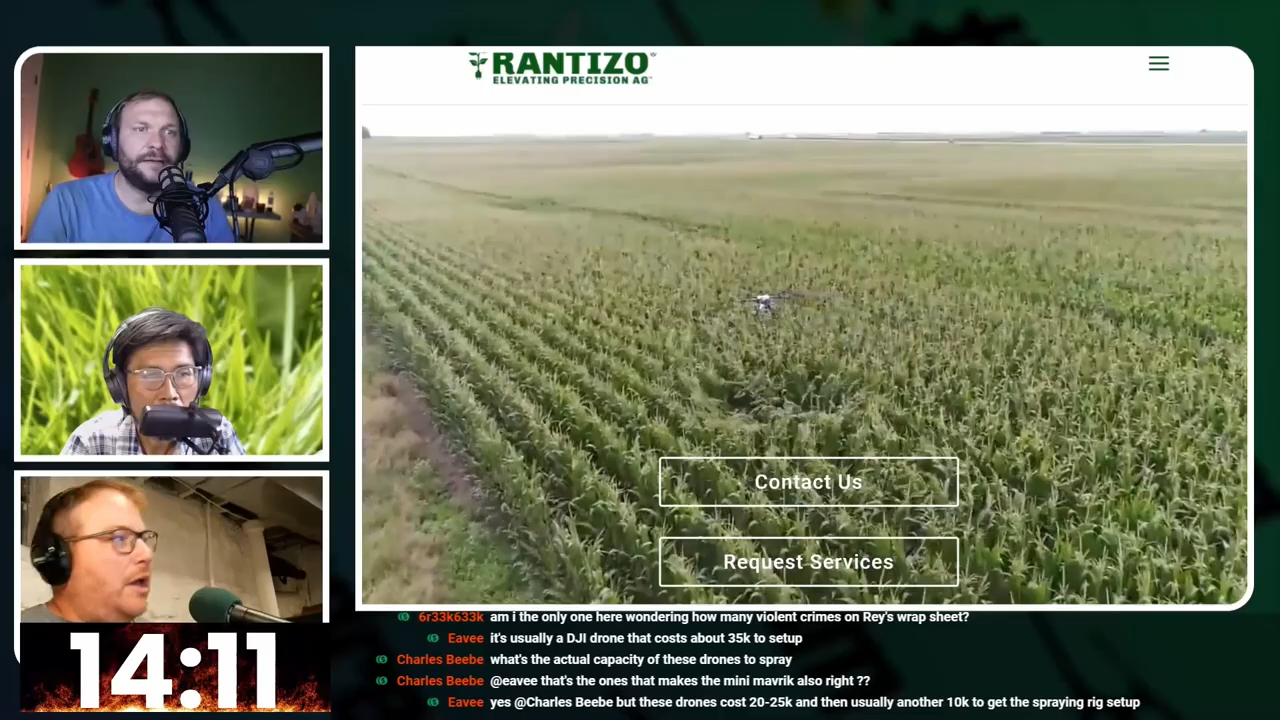 RANTIZO
ELEVATING PRECISION AG
Contact Us
Request Services
6r33k633k am i the only one here wondering how many violent crimes on Rey's wrap sheet?
Eavee it's usually a DJI drone that costs about 35k to setup
Charles Beebe what's the actual capacity of these drones to spray
Charles Beebe @eavee that's the ones that makes the mini mavrik also right ??
Eavee yes @Charles Beebe but these drones cost 20-25k and then usually another 10k to get the spraying rig setup
14:11